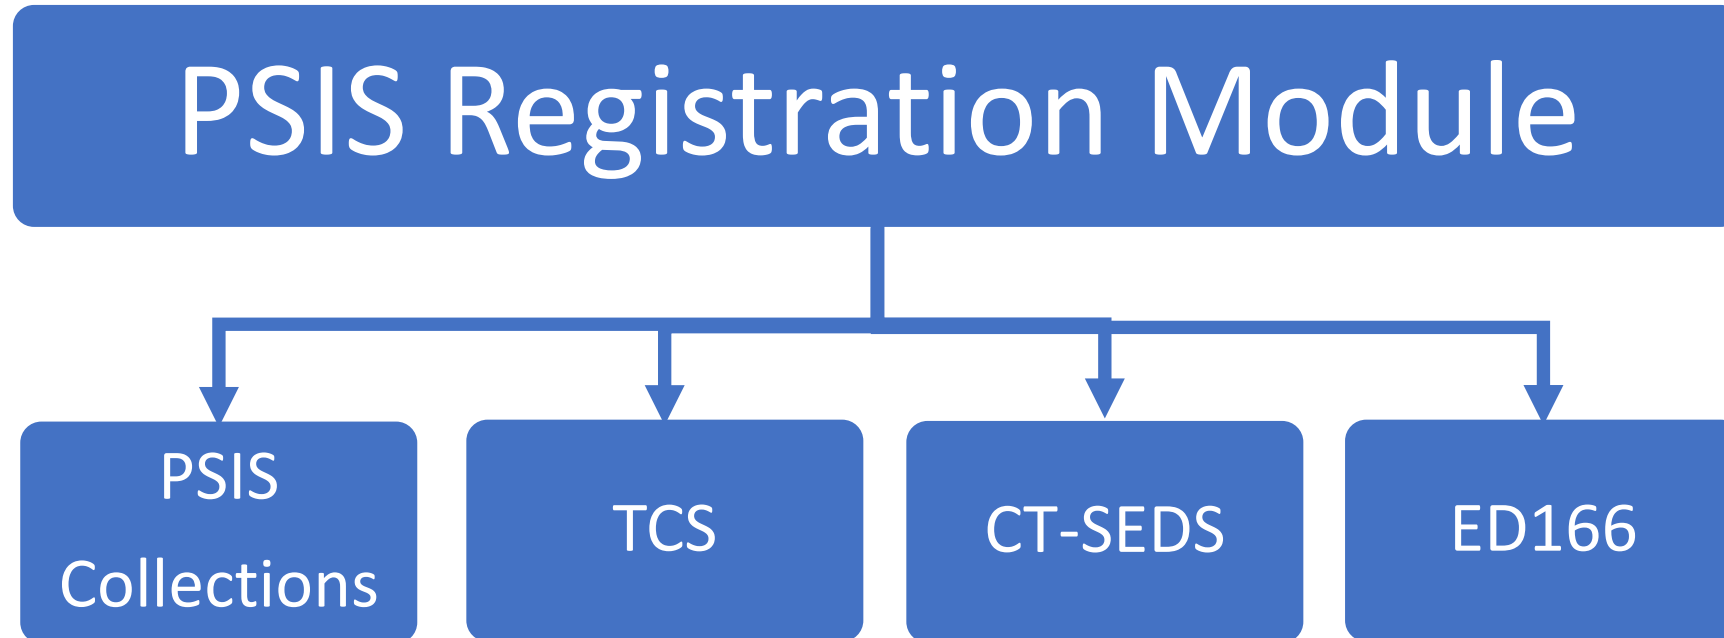 PSIS Registration Module
PSIS
Collections
TCS
CT-SEDS
ED166